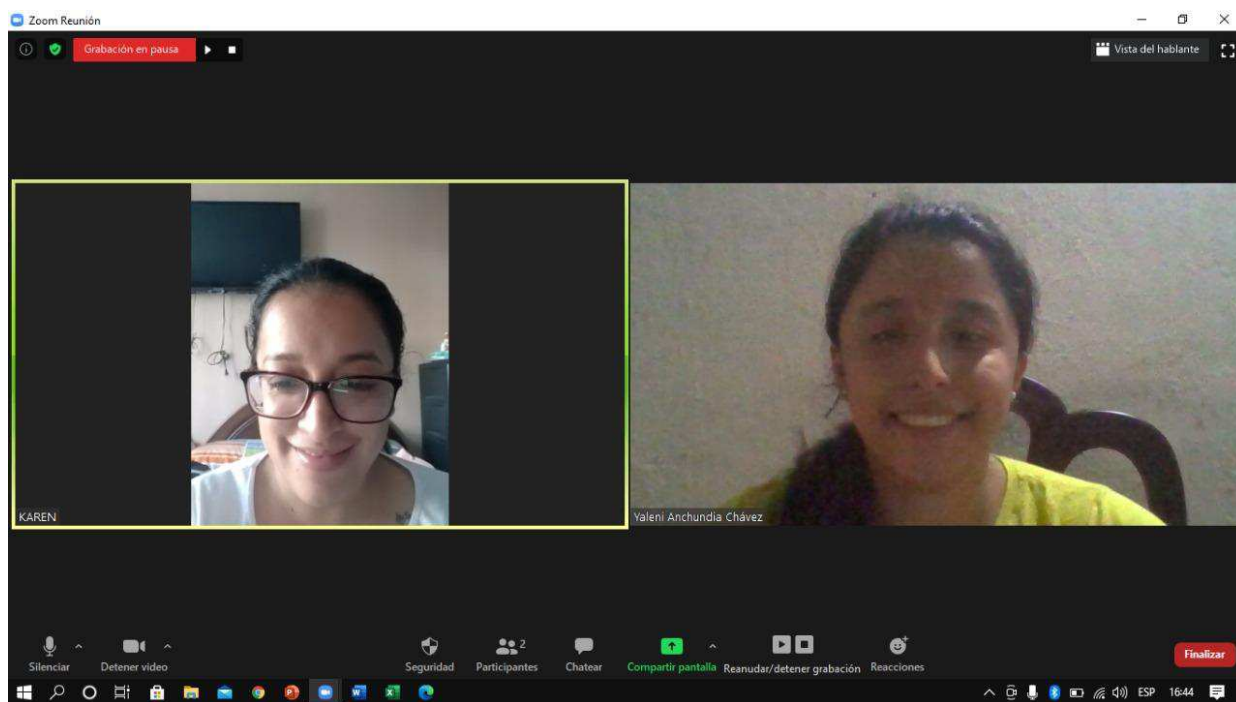 Zoom Reunión
Grabación en pausa
Vista del hablante
KAREN
Yaleni Anchundia Chávez
2
Silenciar
Detener video
Seguridad
Participantes
Chatear
Compartir pantalla
Reanudar/detener grabación
Reacciones
Finalizar
ESP
16:44